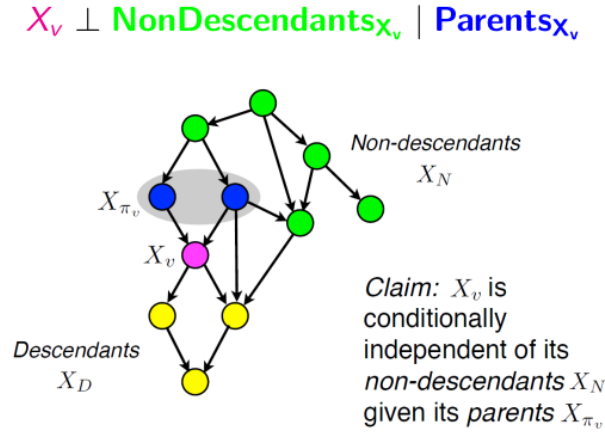 X_v ⊥ NonDescendants_{X_v} | Parents_{X_v}
Non-descendants
X_N
X_{π_v}
X_v
Descendants
X_D
Claim: X_v is
conditionally
independent of its
non-descendants X_N
given its parents X_{π_v}